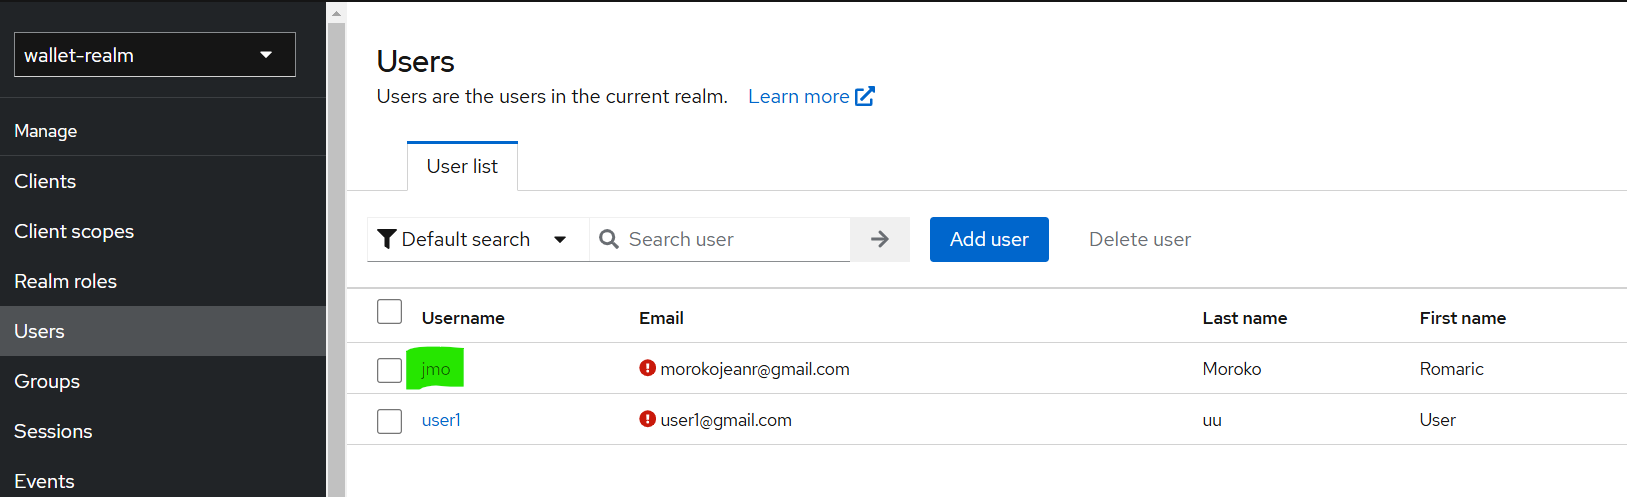 wallet-realm
Manage
Clients
Client scopes
Realm roles
Users
Groups
Sessions
Events
Users
Users are the users in the current realm. Learn more
User list
Default search Search user Add user Delete user
Username Email Last name First name
jmo morokojeanr@gmail.com Moroko Romaric
user1 user1@gmail.com uu User